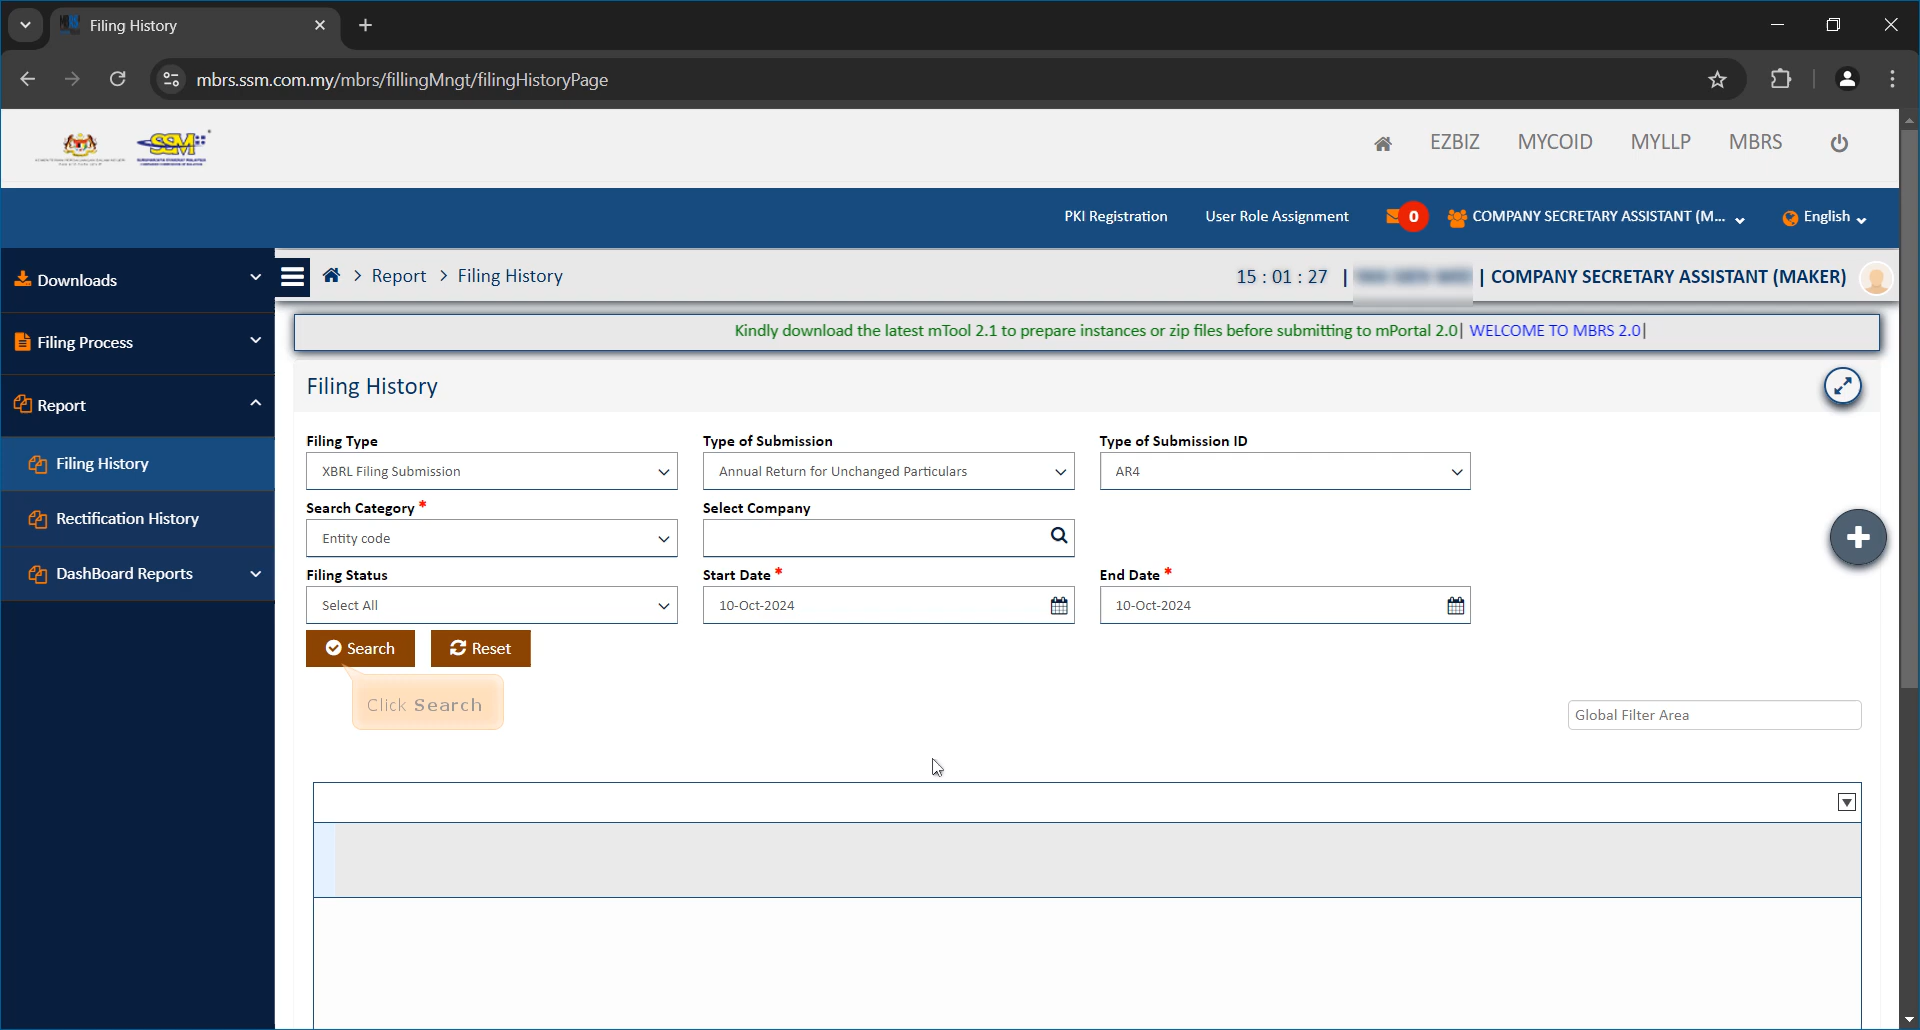 Filing History
mbrs.ssm.com.my/mbrs/fillingMngt/filingHistoryPage
SSM
EZBIZ MYCOID MYLLP MBRS
PKI Registration User Role Assignment 0 COMPANY SECRETARY ASSISTANT (M... English
Downloads
Filing Process
Report
Filing History
Rectification History
DashBoard Reports
> Report > Filing History
15 : 01 : 27 | | COMPANY SECRETARY ASSISTANT (MAKER)
Kindly download the latest mTool 2.1 to prepare instances or zip files before submitting to mPortal 2.0| WELCOME TO MBRS 2.0|
Filing History
Filing Type Type of Submission Type of Submission ID
XBRL Filing Submission Annual Return for Unchanged Particulars AR4
Search Category * Select Company
Entity code
Filing Status Start Date * End Date *
Select All 10-Oct-2024 10-Oct-2024
Search Reset
Click Search
Global Filter Area